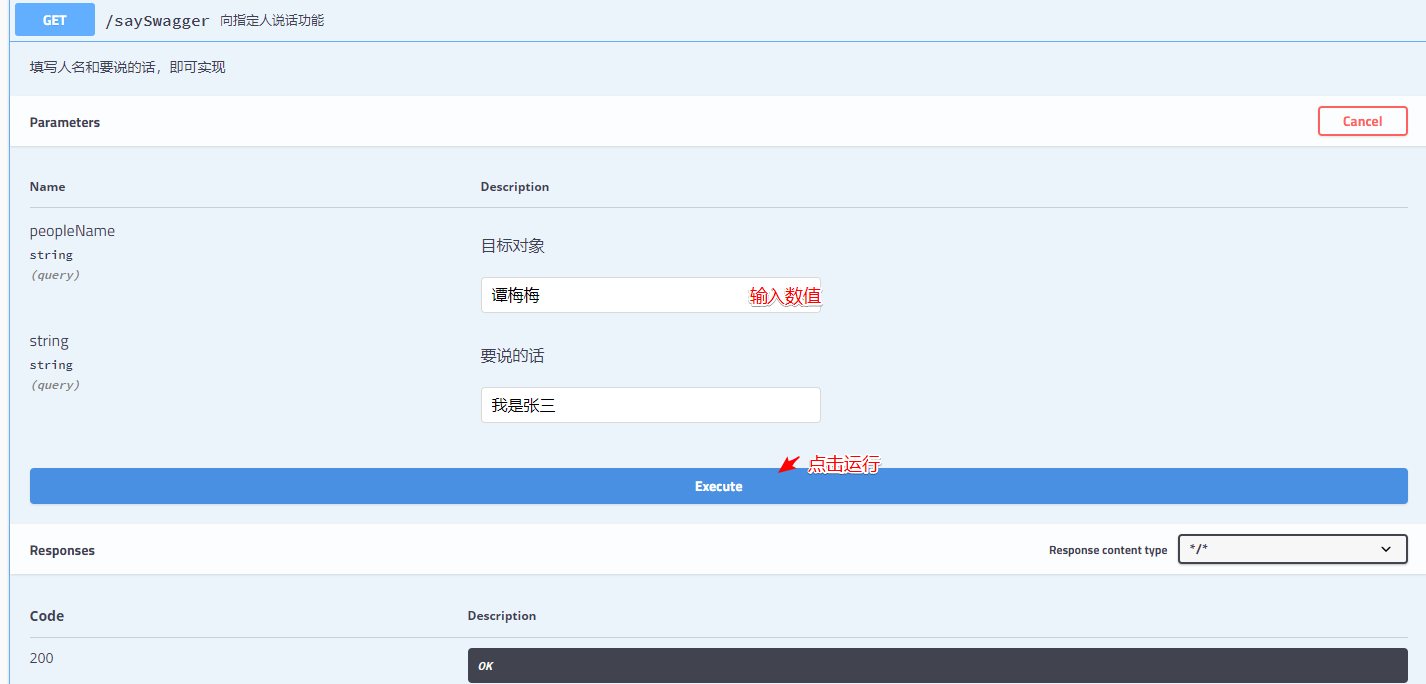 GET /saySwagger 向指定人说话功能
填写人名和要说的话，即可实现
Parameters Cancel
Name Description
peopleName
string
(query)
目标对象
谭梅梅 输入数值
string
string
(query)
要说的话
我是张三
点击运行
Execute
Responses Response content type */*
Code Description
200 OK